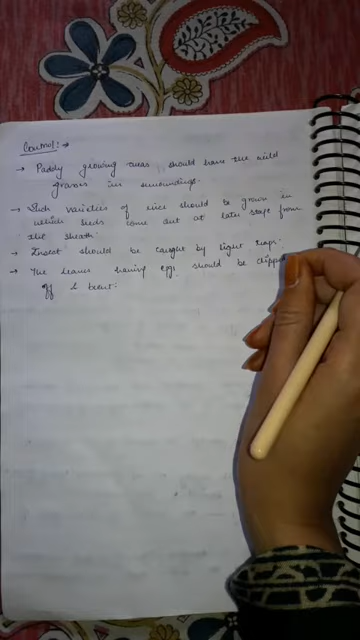 Control:→
→ Paddy growing areas should have the wild
grasses in surroundings.
→ Such varieties of rice should be grown in
which seeds come out at later stage from
the sheath.
→ Insect should be caught by light traps.
→ The leaves having eggs should be
off & burnt.